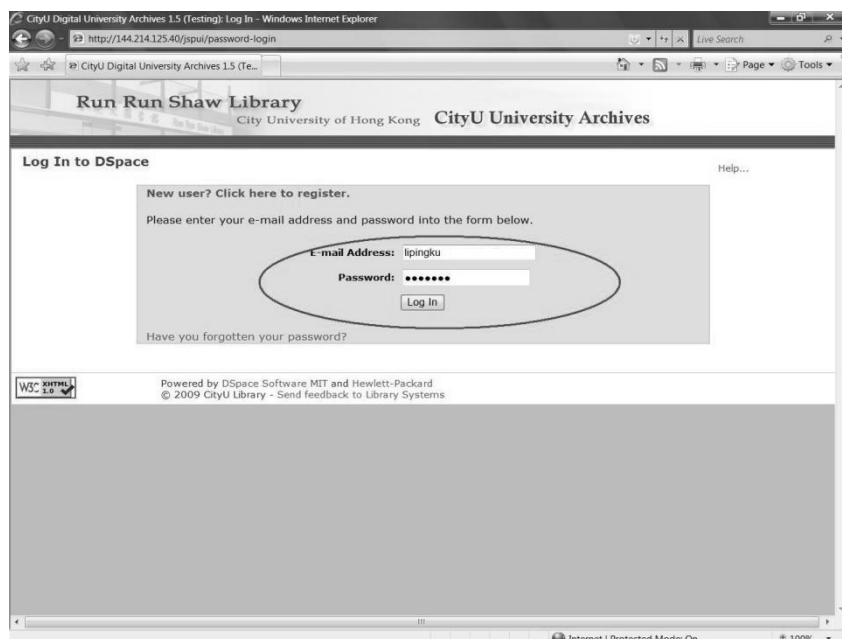 CityU Digital University Archives 1.5 (Testing): Log In - Windows Internet Explorer
http://144.214.125.40/jspui/password-login
Live Search
CityU Digital University Archives 1.5 (Te...
Page
Tools
Run Run Shaw Library
City University of Hong Kong CityU University Archives
Log In to DSpace
Help...
New user? Click here to register.
Please enter your e-mail address and password into the form below.
E-mail Address: lipingku
Password: •••••••
Log In
Have you forgotten your password?
W3C XHTML 1.0
Powered by DSpace Software MIT and Hewlett-Packard
© 2009 CityU Library - Send feedback to Library Systems
Internet | Protected Mode: On
100%